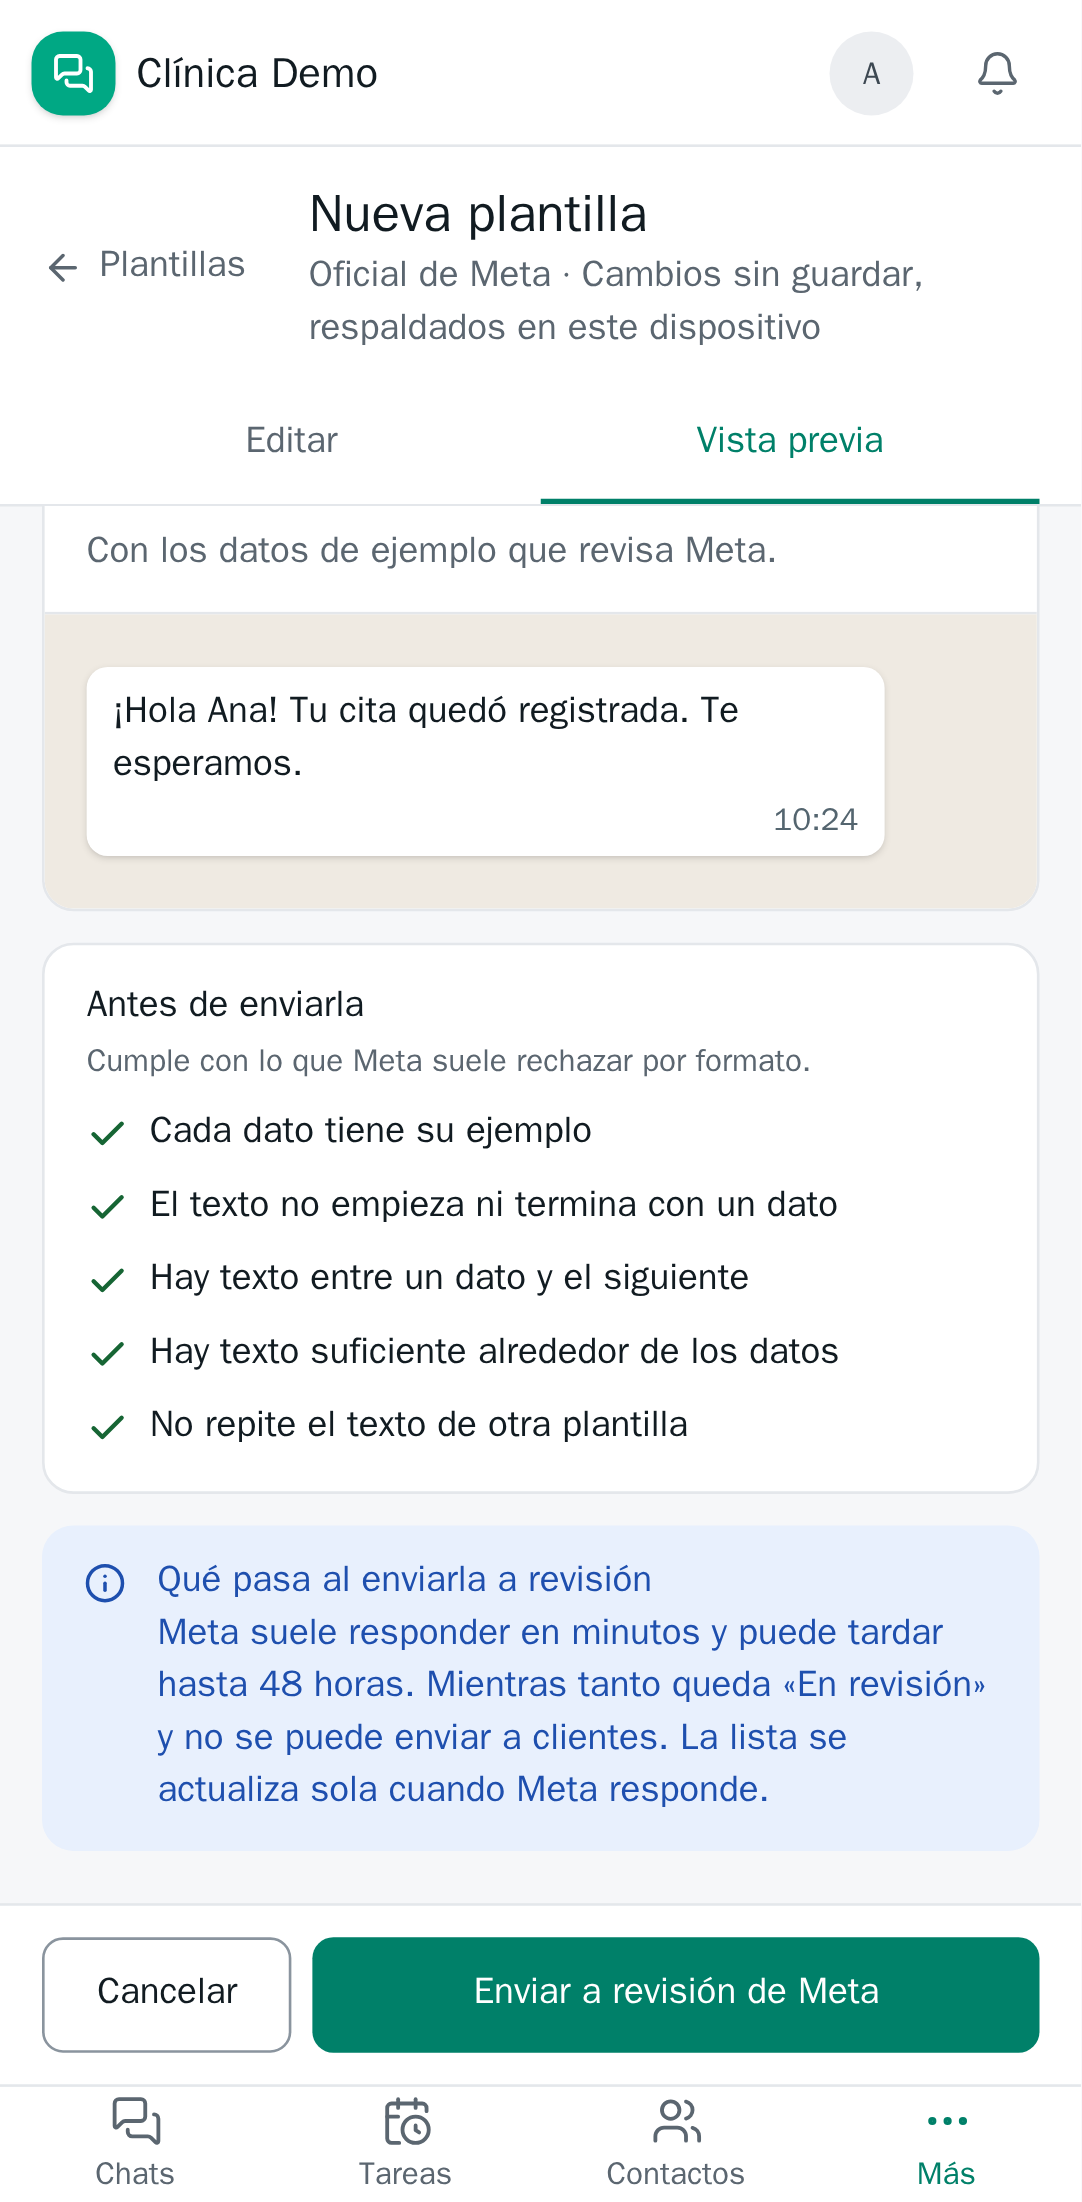 Clínica Demo
A
Plantillas
Nueva plantilla
Oficial de Meta · Cambios sin guardar,
respaldados en este dispositivo
Editar
Vista previa
Con los datos de ejemplo que revisa Meta.
¡Hola Ana! Tu cita quedó registrada. Te
esperamos.
10:24
Antes de enviarla
Cumple con lo que Meta suele rechazar por formato.
Cada dato tiene su ejemplo
El texto no empieza ni termina con un dato
Hay texto entre un dato y el siguiente
Hay texto suficiente alrededor de los datos
No repite el texto de otra plantilla
Qué pasa al enviarla a revisión
Meta suele responder en minutos y puede tardar
hasta 48 horas. Mientras tanto queda «En revisión»
y no se puede enviar a clientes. La lista se
actualiza sola cuando Meta responde.
Cancelar
Enviar a revisión de Meta
Chats
Tareas
Contactos
Más